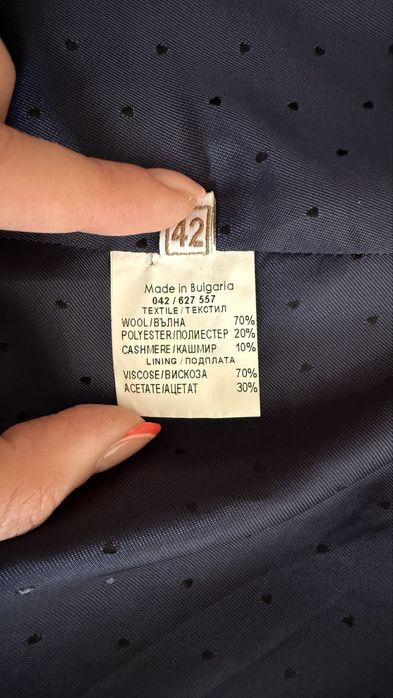 42
Made in Bulgaria
042 / 627 557
TEXTILE / ТЕКСТИЛ
WOOL/ВЪЛНА 70%
POLYESTER/ПОЛИЕСТЕР 20%
CASHMERE/КАШМИР 10%
LINING / ПОДПЛАТА
VISCOSE/ВИСКОЗА 70%
ACETATE/АЦЕТАТ 30%